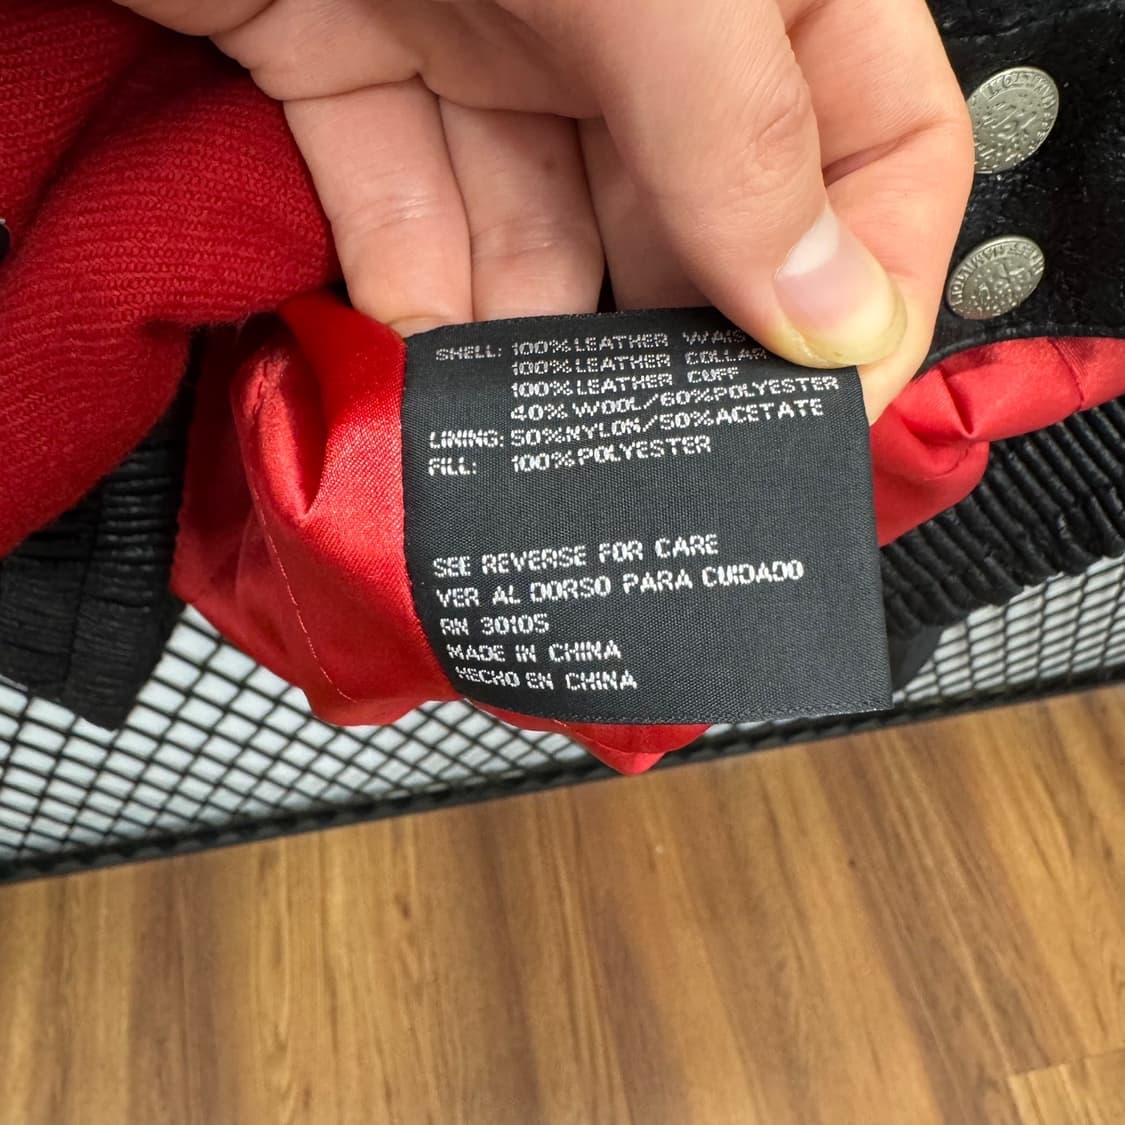 SHELL: 100% LEATHER
100% LEATHER COLLAR
100% LEATHER CUFF
40% WOOL/60% POLYESTER
LINING: 50% NYLON/50% ACETATE
FILL: 100% POLYESTER
SEE REVERSE FOR CARE
VER AL DORSO PARA CUIDADO
RN 30105
MADE IN CHINA
HECHO EN CHINA